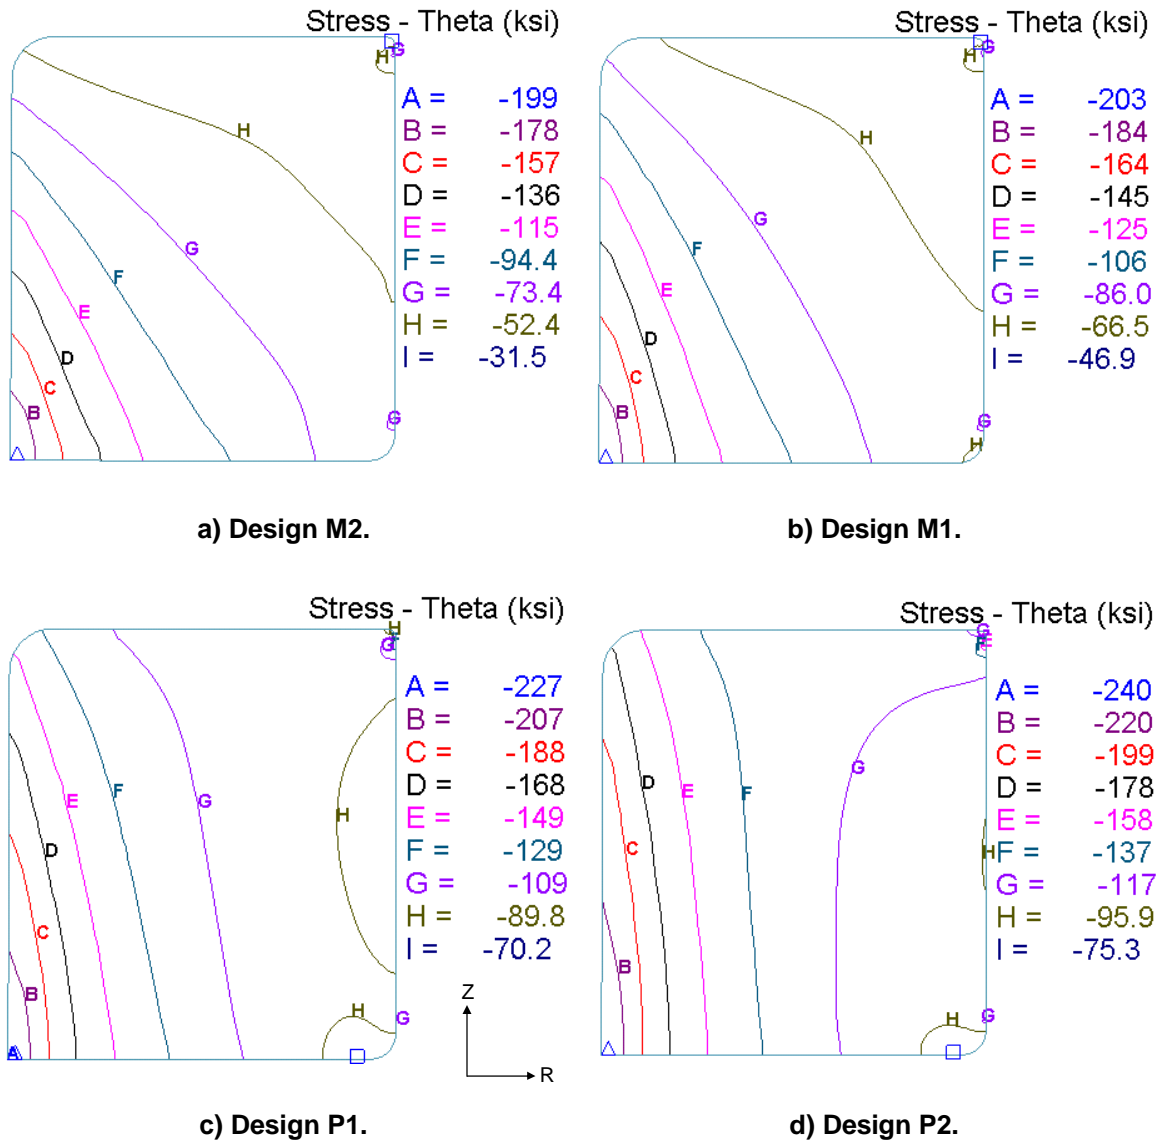 Stress - Theta (ksi)
A = -199
B = -178
C = -157
D = -136
E = -115
F = -94.4
G = -73.4
H = -52.4
I = -31.5
H
G
H
G
F
E
D
C
B
G
a) Design M2.
Stress - Theta (ksi)
A = -203
B = -184
C = -164
D = -145
E = -125
F = -106
G = -86.0
H = -66.5
I = -46.9
G
H
H
G
F
E
D
C
B
G
H
b) Design M1.
Stress - Theta (ksi)
A = -227
B = -207
C = -188
D = -168
E = -149
F = -129
G = -109
H = -89.8
I = -70.2
H
G
F
E
G
H
D
C
B
A
H
G
Z
R
c) Design P1.
Stress - Theta (ksi)
A = -240
B = -220
C = -199
D = -178
E = -158
F = -137
G = -117
H = -95.9
I = -75.3
G
E
F
G
D
E
F
C
H
B
H
G
d) Design P2.